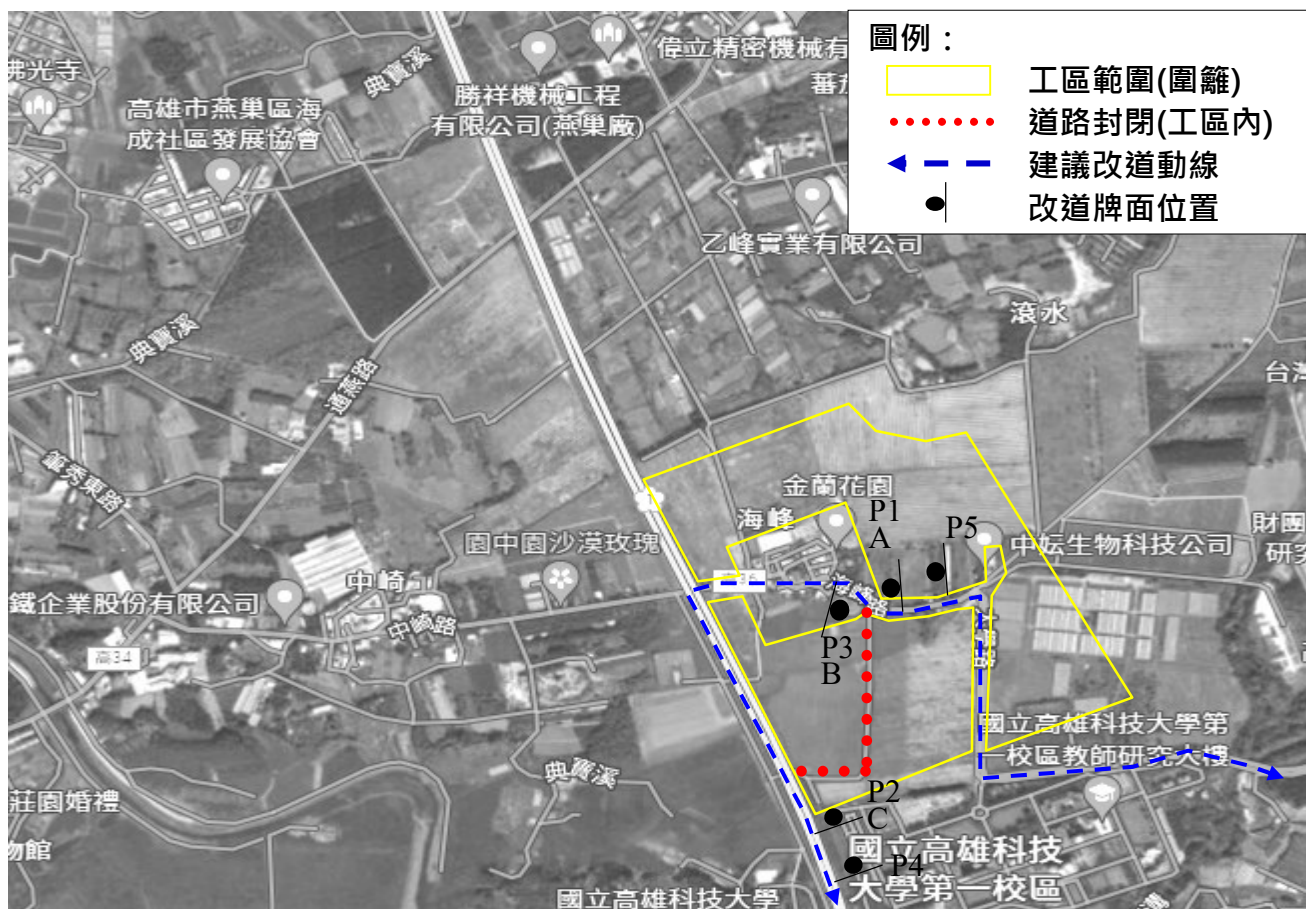 圖例：
工區範圍(圍籬)
道路封閉(工區內)
建議改道動線
改道牌面位置
佛光寺
典寶溪
高雄市燕巢區海
成社區發展協會
勝祥機械工程
有限公司(燕巢廠)
偉立精密機械有
乙峰實業有限公司
滾水
典寶溪
通燕路
筆秀東路
金蘭花園
海峰
P1
A
P5
園中園沙漠玫瑰
中崎
鐵企業股份有限公司
中崎路
高34
中妘生物科技公司
財團
研究
P3
B
大學路
國立高雄科技大學第
一校區教師研究大樓
典寶溪
莊園婚禮
物館
P2
C
P4
國立高雄科技
大學第一校區
國立高雄科技大學